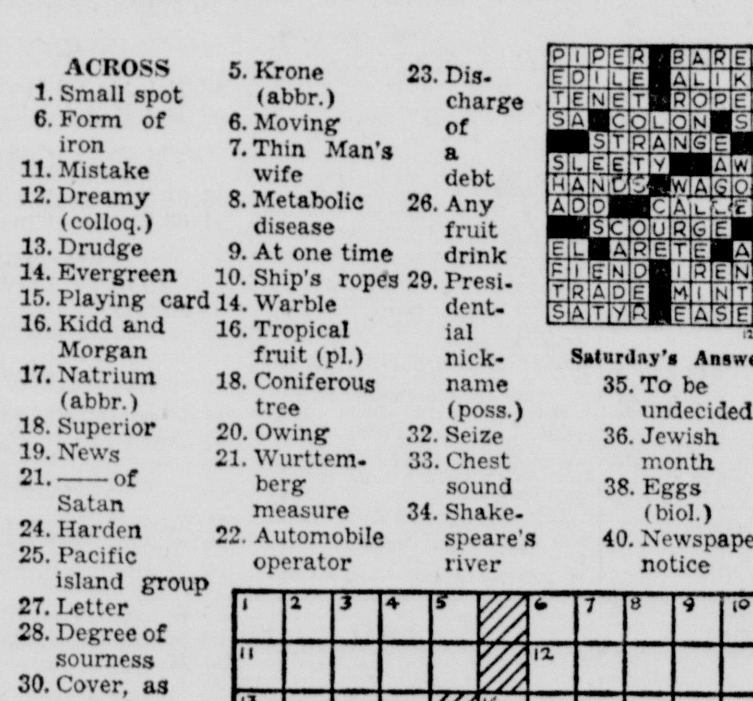 ACROSS
1. Small spot
6. Form of
iron
11. Mistake
12. Dreamy
(colloq.)
13. Drudge
14. Evergreen
15. Playing card
16. Kidd and
Morgan
17. Natrium
(abbr.)
18. Superior
19. News
21. —— of
Satan
24. Harden
25. Pacific
island group
27. Letter
28. Degree of
sourness
30. Cover, as
5. Krone
(abbr.)
6. Moving
7. Thin Man's
wife
8. Metabolic
disease
9. At one time
10. Ship's ropes
14. Warble
16. Tropical
fruit (pl.)
18. Coniferous
tree
20. Owing
21. Wurttem-
berg
measure
22. Automobile
operator
23. Dis-
charge
of
a
debt
26. Any
fruit
drink
29. Presi-
dent-
ial
nick-
name
(poss.)
32. Seize
33. Chest
sound
34. Shake-
speare's
river
PIPER BARE
EDILE ALIK
TENET ROPE
SA COLON S
STRANGE
SLEETY AW
HANDS WAGO
ADD CALLE
SCOURGE
EL ARETE A
FIEND IREN
TRADE MINT
SATYR EASE
12
Saturday's Answe
35. To be
undecided
36. Jewish
month
38. Eggs
(biol.)
40. Newspape
notice
1 2 3 4 5 6 7 8 9 10
11 12
13 14